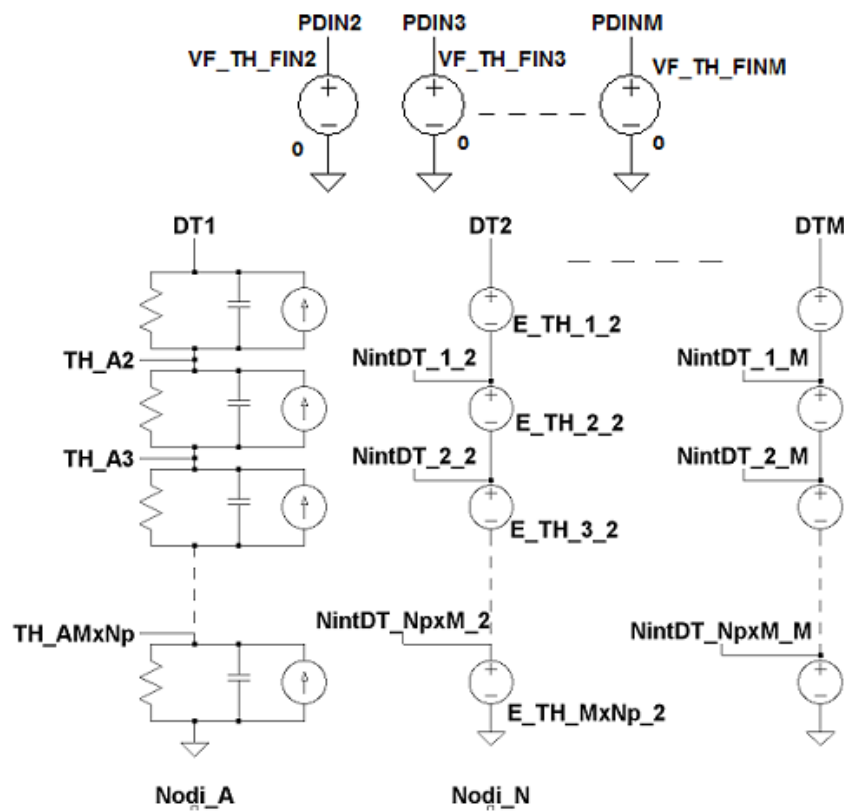 PDIN2 PDIN3 PDINM
VF_TH_FIN2 VF_TH_FIN3 VF_TH_FINM
0 0 0
DT1 DT2 DTM
E_TH_1_2
TH_A2 NintDT_1_2 NintDT_1_M
E_TH_2_2
TH_A3 NintDT_2_2 NintDT_2_M
E_TH_3_2
TH_AMxNp NintDT_NpxM_2 NintDT_NpxM_M
E_TH_MxNp_2
Nodi_A Nodi_N